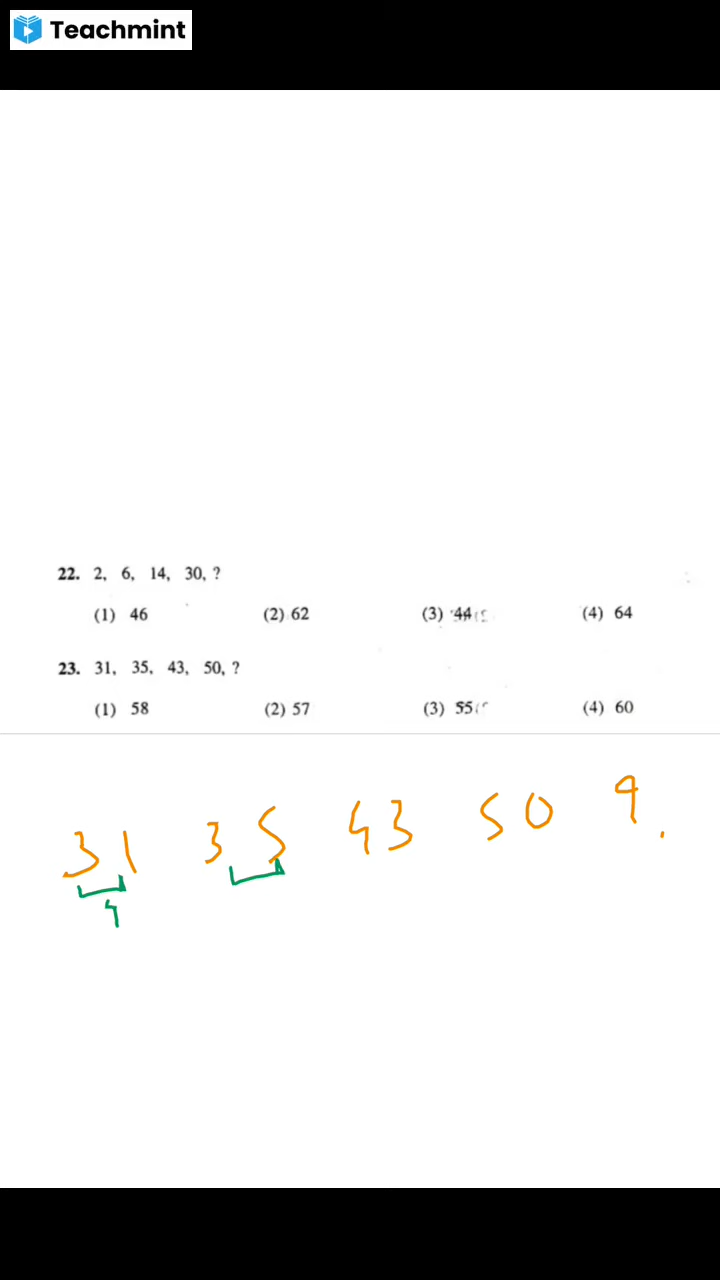 Teachmint
22. 2, 6, 14, 30, ?
(1) 46 (2) 62 (3) 44 (4) 64
23. 31, 35, 43, 50, ?
(1) 58 (2) 57 (3) 55 (4) 60
31 35 43 50 ?
4